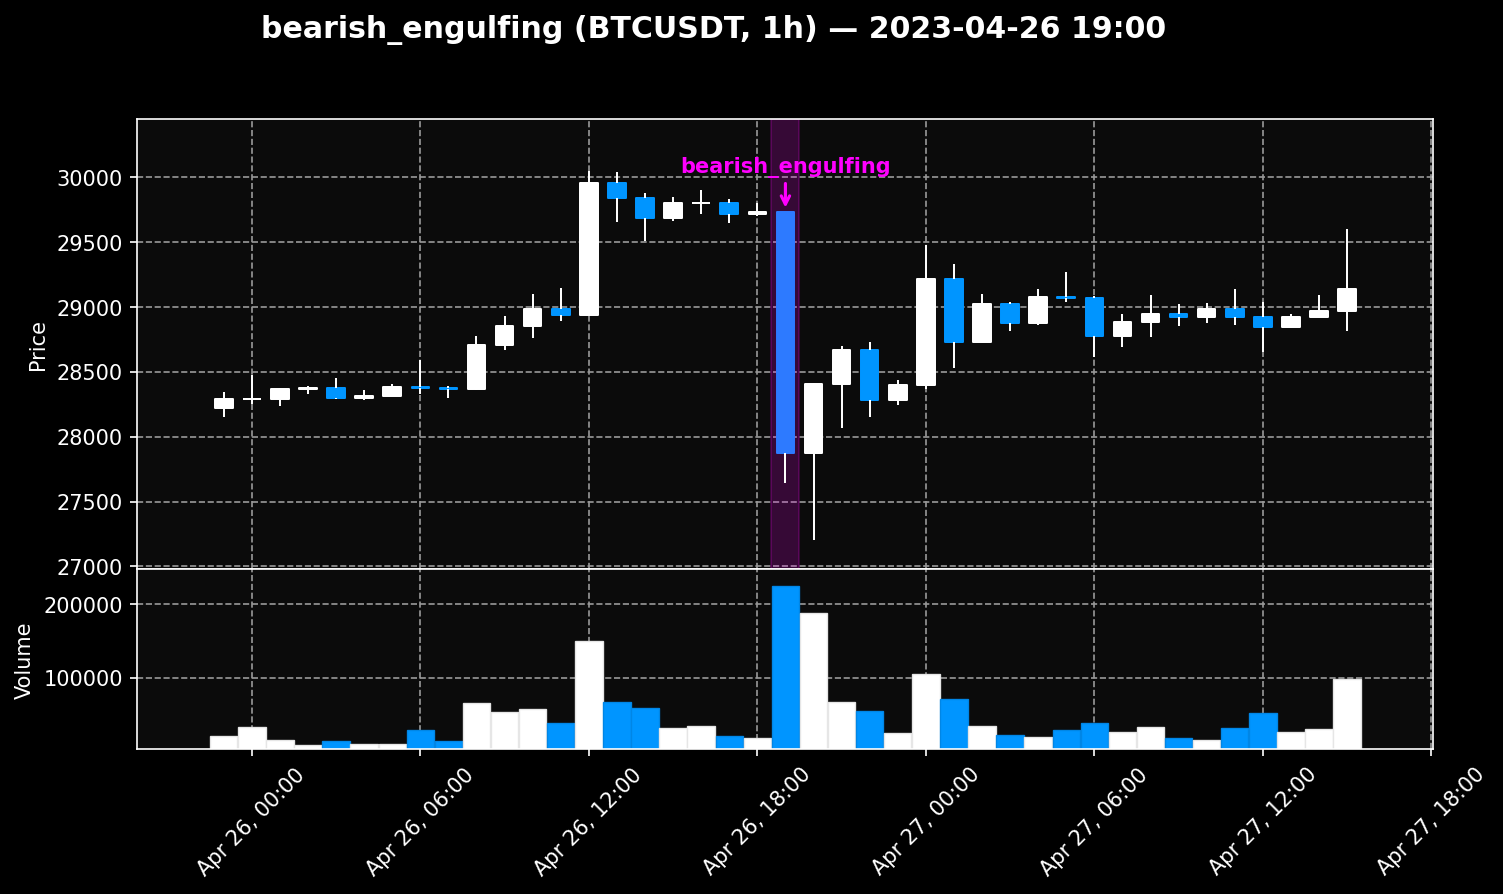 bearish_engulfing (BTCUSDT, 1h) — 2023-04-26 19:00
bearish_engulfing
Price
30000
29500
29000
28500
28000
27500
27000
Volume
200000
100000
Apr 26, 00:00
Apr 26, 06:00
Apr 26, 12:00
Apr 26, 18:00
Apr 27, 00:00
Apr 27, 06:00
Apr 27, 12:00
Apr 27, 18:00